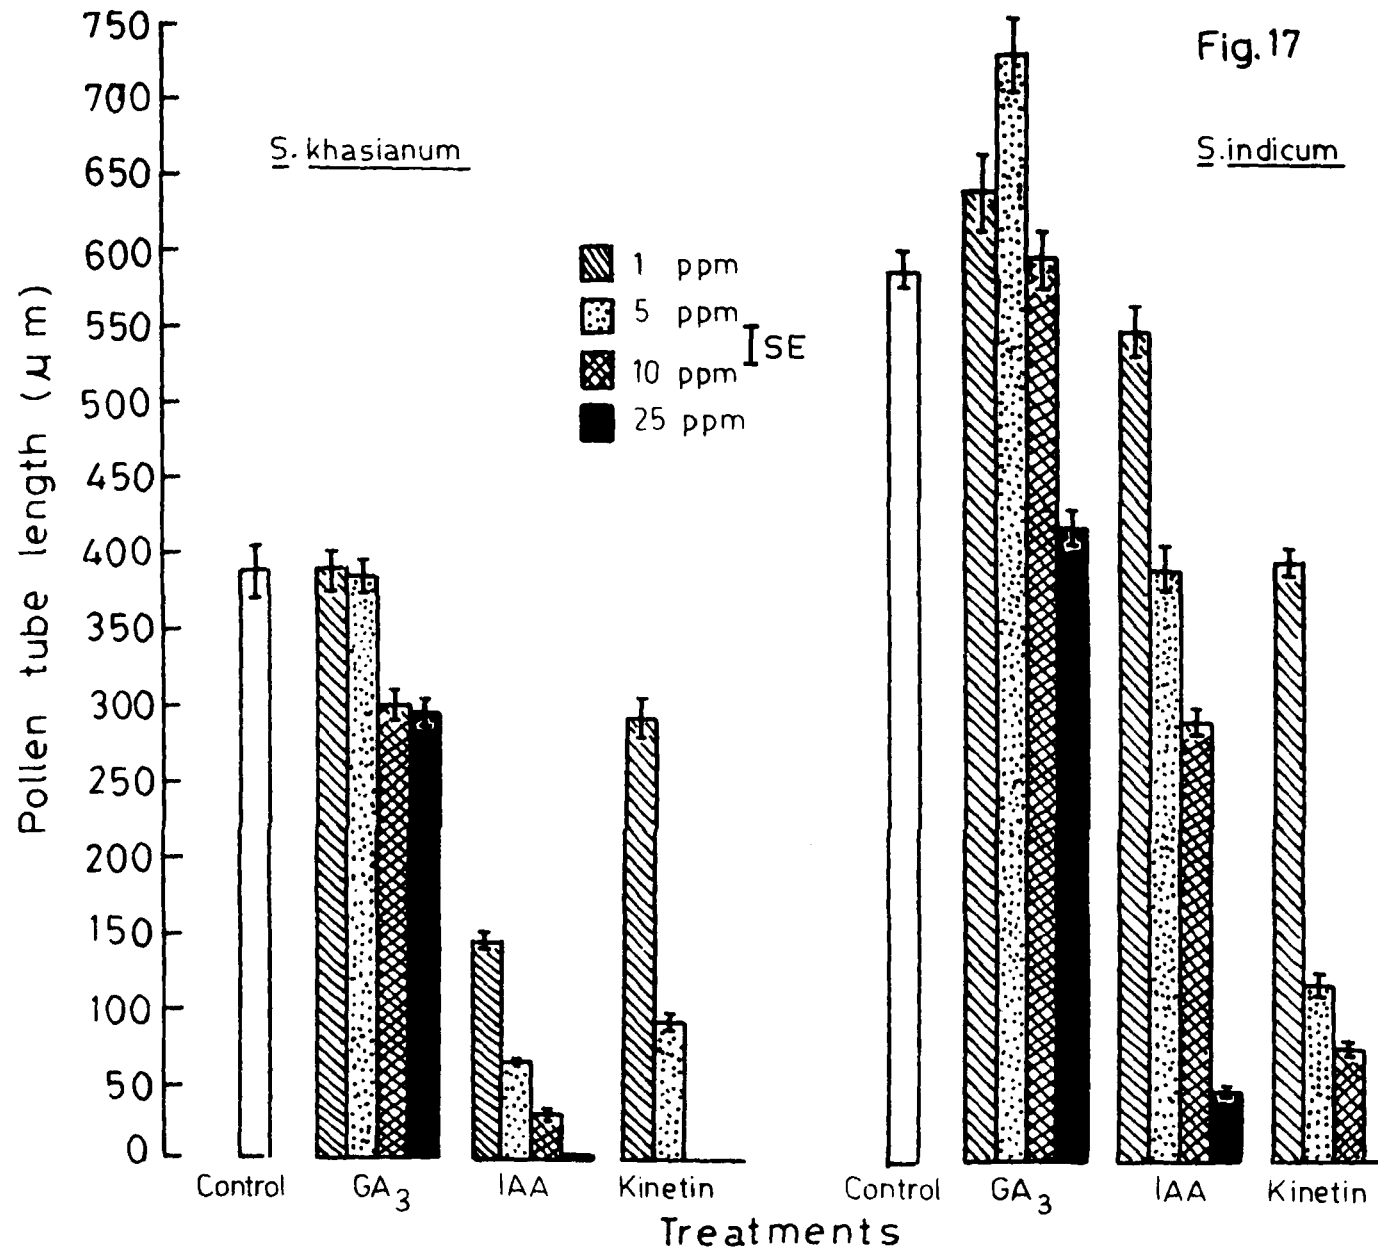 Fig. 17
S. khasianum
S. indicum
Pollen tube length (μm)
750
700
650
600
550
500
450
400
350
300
250
200
150
100
50
0
1 ppm
5 ppm
10 ppm
25 ppm
SE
Control GA3 IAA Kinetin Control GA3 IAA Kinetin
Treatments